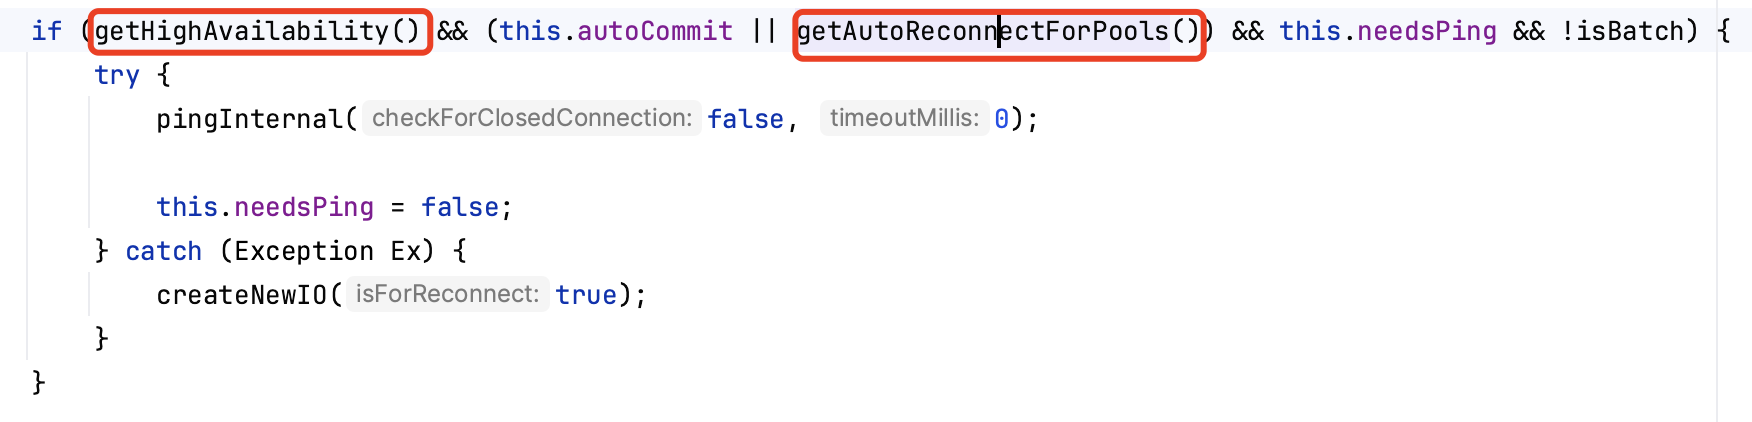 if (getHighAvailability() && (this.autoCommit || getAutoReconnectForPools()) && this.needsPing && !isBatch) {
try {
pingInternal( checkForClosedConnection: false, timeoutMillis: 0);
this.needsPing = false;
} catch (Exception Ex) {
createNewIO( isForReconnect: true);
}
}